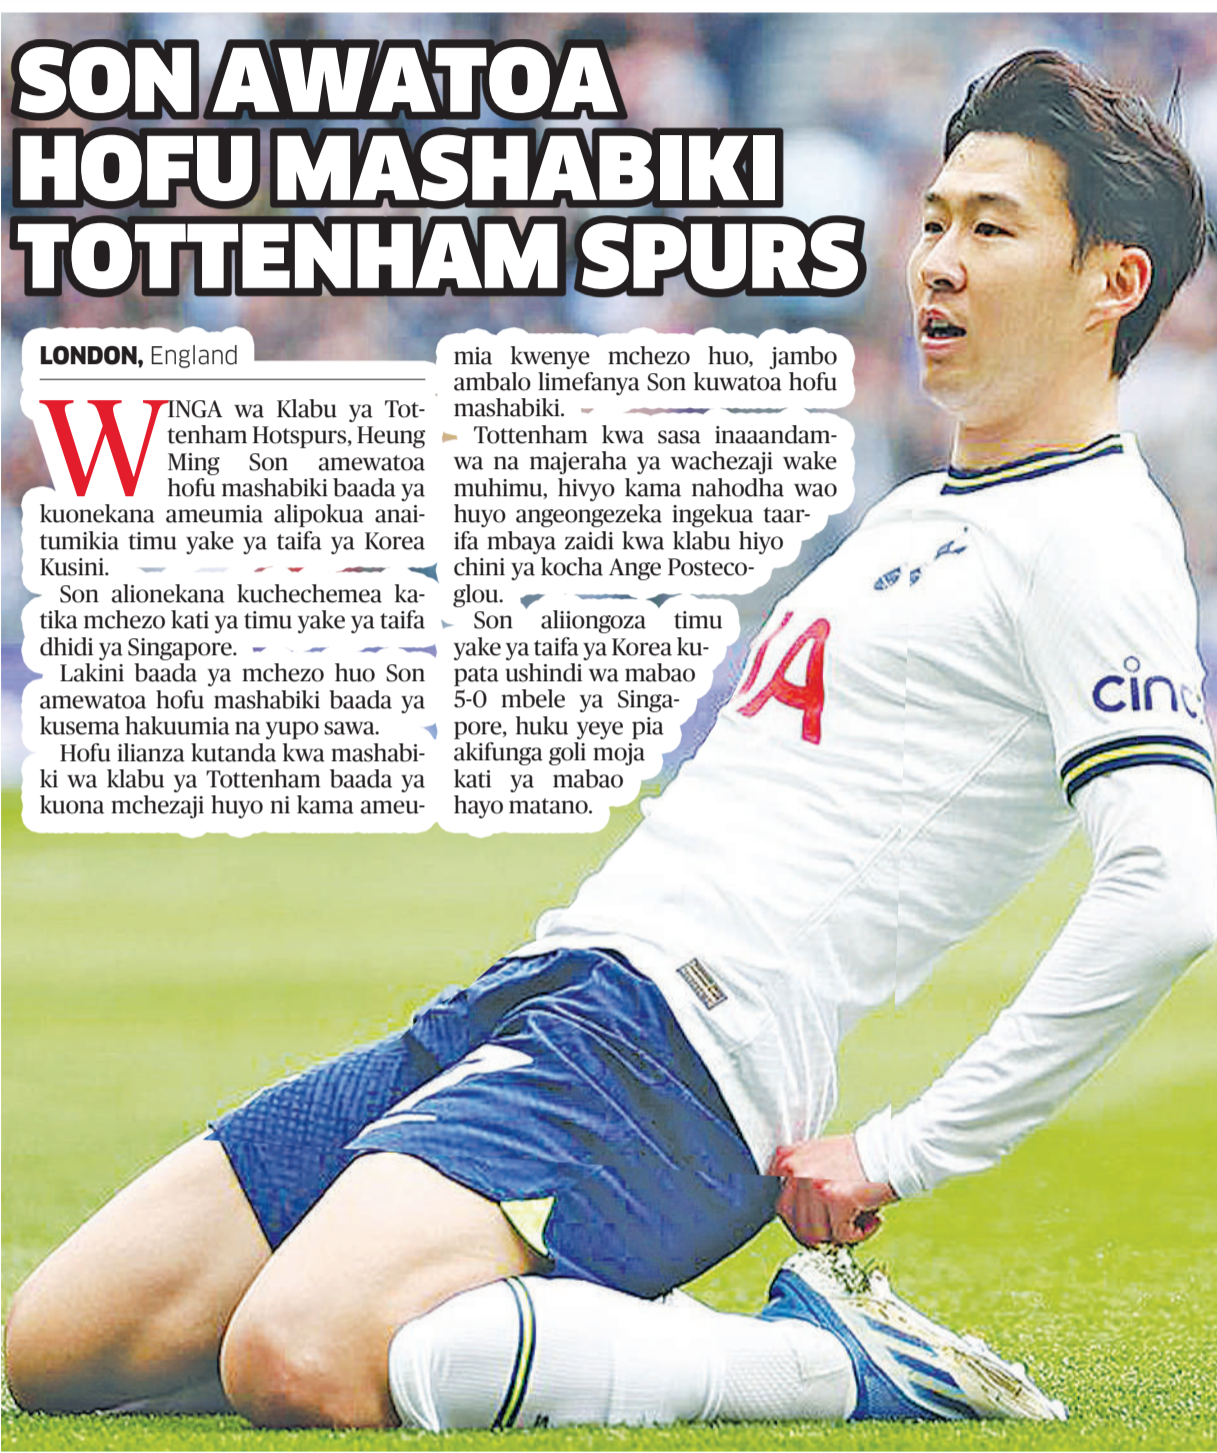 SON AWATOA
HOFU MASHABIKI
TOTTENHAM SPURS
LONDON, England
WINGA wa Klabu ya Tot-
tenham Hotspurs, Heung
Ming Son amewatoa
hofu mashabiki baada ya
kuonekana ameumia alipokua anai-
tumikia timu yake ya taifa ya Korea
Kusini.
Son alionekana kuchechemea ka-
tika mchezo kati ya timu yake ya taifa
dhidi ya Singapore.
Lakini baada ya mchezo huo Son
amewatoa hofu mashabiki baada ya
kusema hakuumia na yupo sawa.
Hofu ilianza kutanda kwa mashabi-
ki wa klabu ya Tottenham baada ya
kuona mchezaji huyo ni kama ameu-
mia kwenye mchezo huo, jambo
ambalo limefanya Son kuwatoa hofu
mashabiki.
Tottenham kwa sasa inaaandam-
wa na majeraha ya wachezaji wake
muhimu, hivyo kama nahodha wao
huyo angeongezeka ingekua taar-
ifa mbaya zaidi kwa klabu hiyo
chini ya kocha Ange Posteco-
glou.
Son aliiongoza timu
yake ya taifa ya Korea ku-
pata ushindi wa mabao
5-0 mbele ya Singa-
pore, huku yeye pia
akifunga goli moja
kati ya mabao
hayo matano.
IA
cinc
7